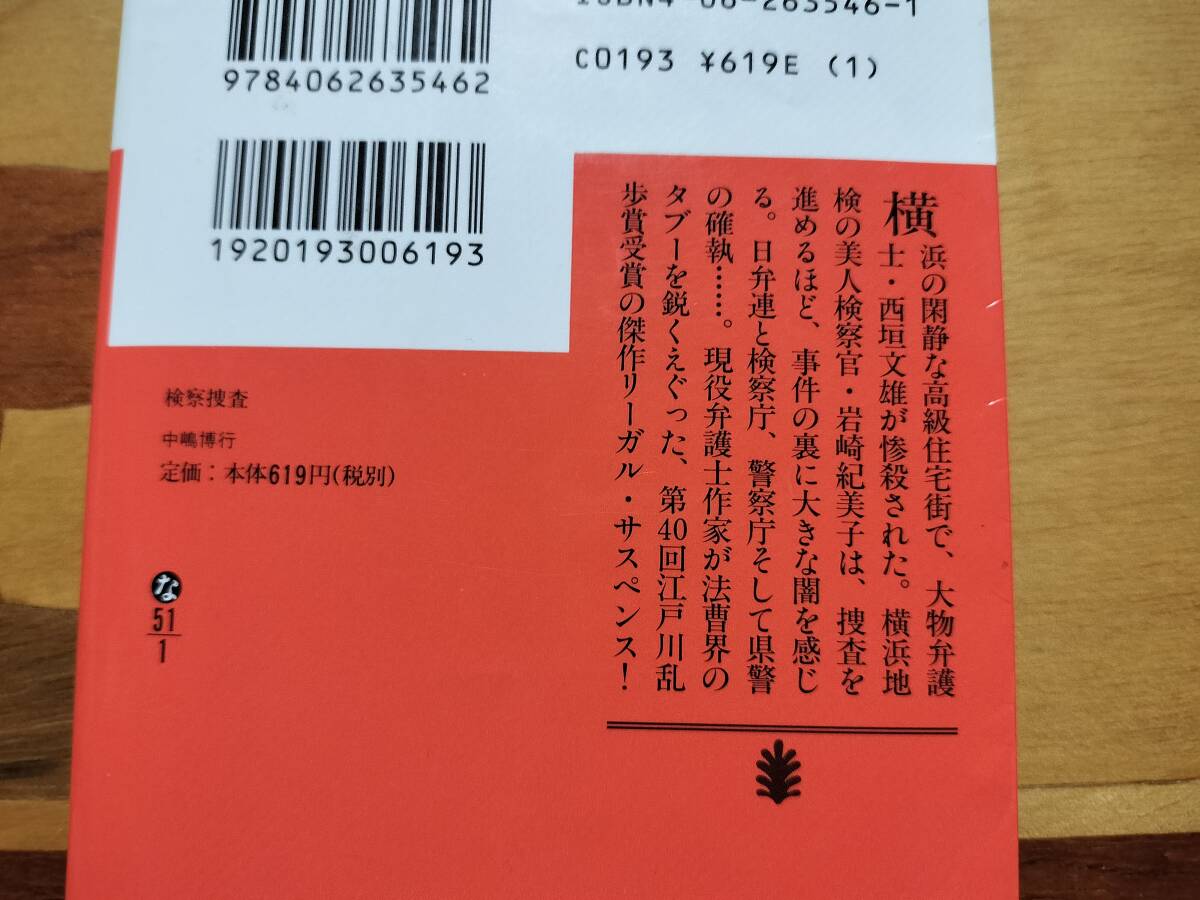 ISBN4-06-263546-1
C0193 ¥619E (1)
9784062635462
1920193006193
横浜の閑静な高級住宅街で、大物弁護
士・西垣文雄が惨殺された。横浜地
検の美人検察官・岩崎紀美子は、捜査を
進めるほど、事件の裏に大きな闇を感じ
る。日弁連と検察庁、警察庁そして県警
の確執……。現役弁護士作家が法曹界の
タブーを鋭くえぐった、第40回江戸川乱
歩賞受賞の傑作リーガル・サスペンス!
検察捜査
中嶋博行
定価:本体619円(税別)
な
51
1